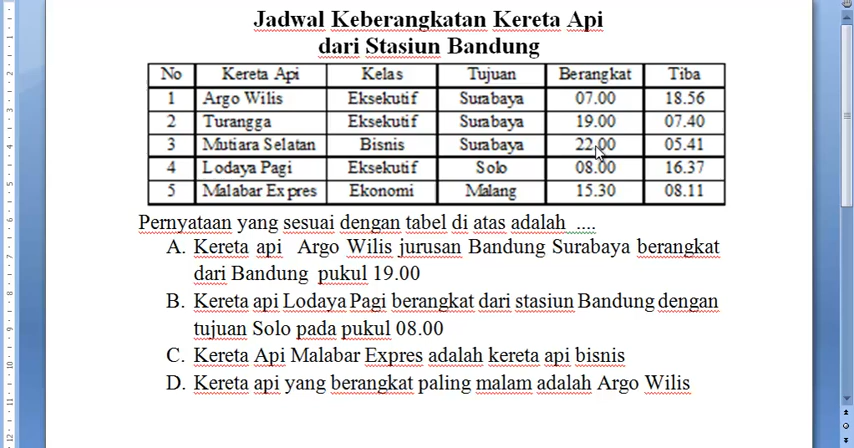 Jadwal Keberangkatan Kereta Api
dari Stasiun Bandung
No Kereta Api Kelas Tujuan Berangkat Tiba
1 Argo Wilis Eksekutif Surabaya 07.00 18.56
2 Turangga Eksekutif Surabaya 19.00 07.40
3 Mutiara Selatan Bisnis Surabaya 22.00 05.41
4 Lodaya Pagi Eksekutif Solo 08.00 16.37
5 Malabar Expres Ekonomi Malang 15.30 08.11
Pernyataan yang sesuai dengan tabel di atas adalah ....
A. Kereta api Argo Wilis jurusan Bandung Surabaya berangkat
dari Bandung pukul 19.00
B. Kereta api Lodaya Pagi berangkat dari stasiun Bandung dengan
tujuan Solo pada pukul 08.00
C. Kereta Api Malabar Expres adalah kereta api bisnis
D. Kereta api yang berangkat paling malam adalah Argo Wilis